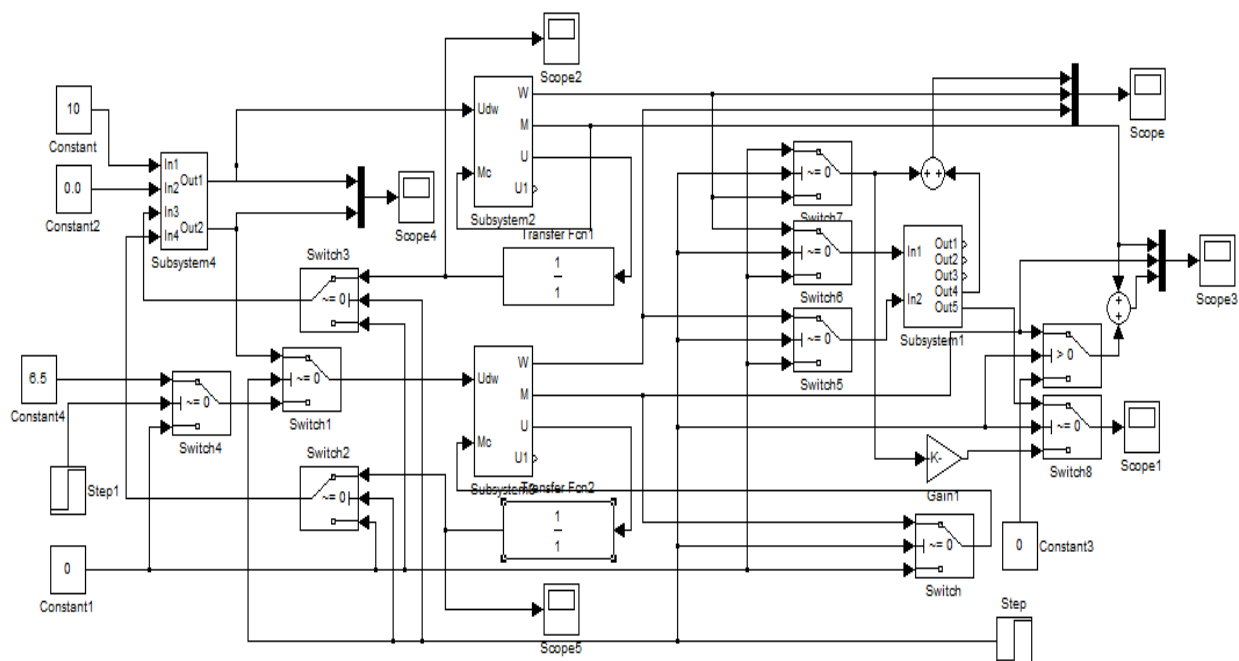 Scope2
10
Constant
0.0
Constant2
In1
In2
In3
In4
Out1
Out2
Subsystem4
Scope4
Udw
Mc
W
M
U
U1
Subsystem2
Transfer Fcn1
1
1
Switch3
~= 0
Scope
~= 0
Switch7
+ +
~= 0
Switch6
~= 0
Switch5
In1
In2
Out1
Out2
Out3
Out4
Out5
Subsystem1
+
+
Scope3
> 0
6.5
Constant4
~= 0
Switch4
~= 0
Switch1
Udw
Mc
W
M
U
U1
Transfer Fcn2
1
1
Switch2
~= 0
Step1
K-
Gain1
~= 0
Switch8
Scope1
0
Constant1
~= 0
Switch
0
Constant3
Step
Scope5